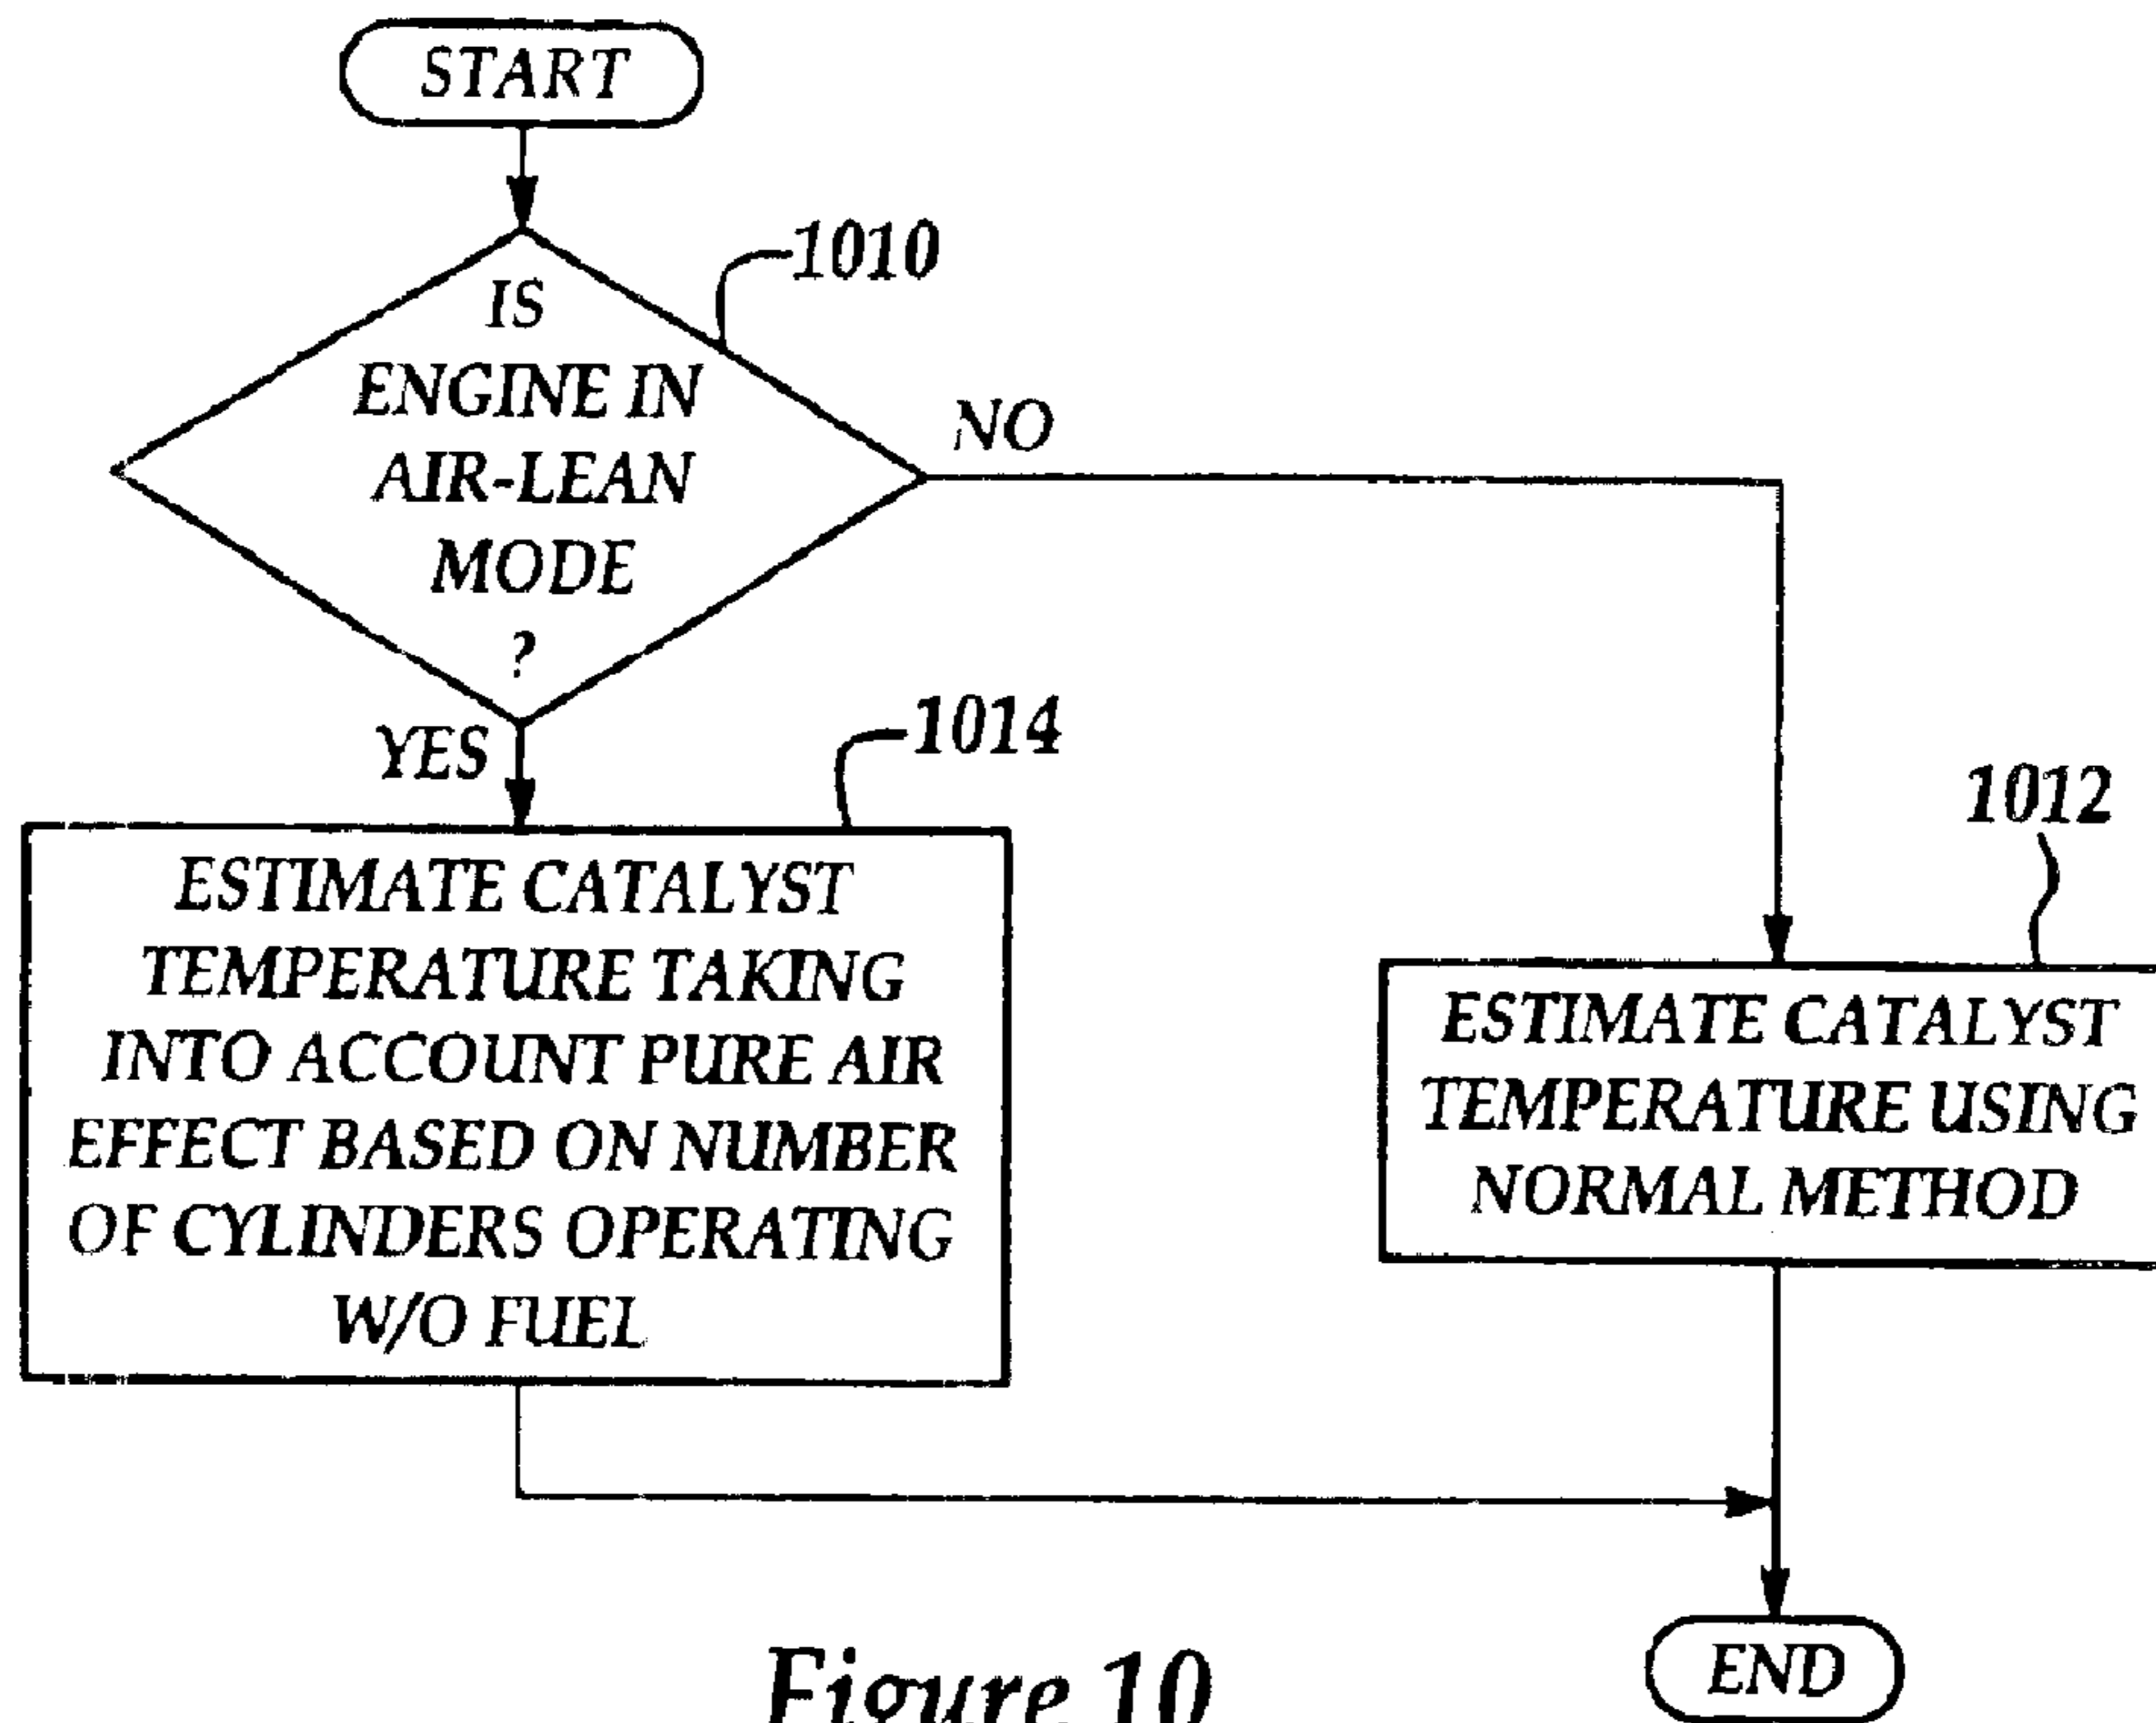 START
1010
IS
ENGINE IN
AIR-LEAN
MODE
?
NO
YES
1014
ESTIMATE CATALYST
TEMPERATURE TAKING
INTO ACCOUNT PURE AIR
EFFECT BASED ON NUMBER
OF CYLINDERS OPERATING
W/O FUEL
1012
ESTIMATE CATALYST
TEMPERATURE USING
NORMAL METHOD
END
Figure 10